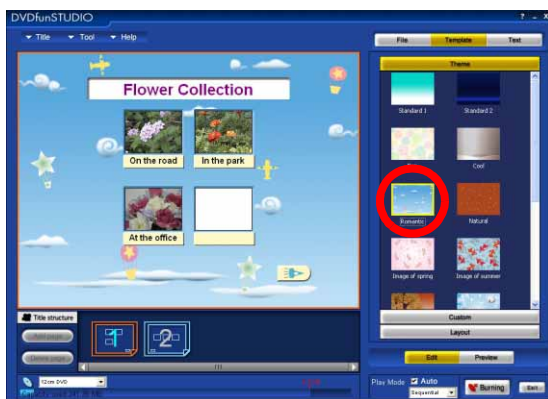 DVDfunSTUDIO
Title Tool Help
File Template Text
Theme
Flower Collection
Standard 1 Standard 2
On the road In the park
Cool
Romantic Natural
At the office
Image of spring Image of summer
Custom
Layout
Title structure
1 2
Edit Preview
12cm DVD
Play Mode Auto
Sequential
Burning
Exit